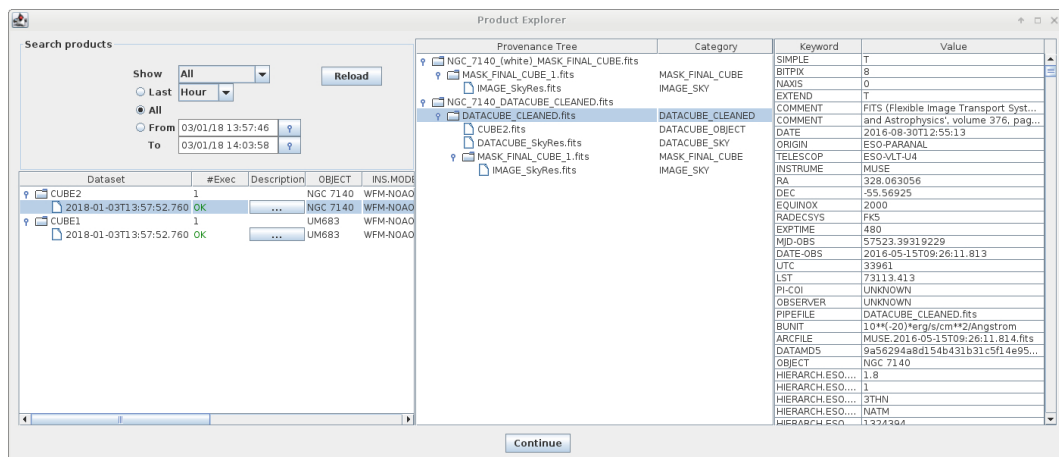 Product Explorer
Search products
Show All
Reload
Last Hour
All
From 03/01/18 13:57:46
To 03/01/18 14:03:58
Dataset #Exec Description OBJECT INS.MODE
CUBE2 1 NGC 7140 WFM-NOAO
2018-01-03T13:57:52.760 OK ... NGC 7140 WFM-NOAO
CUBE1 1 UM683 WFM-NOAO
2018-01-03T13:57:52.760 OK ... UM683 WFM-NOAO
Provenance Tree Category
NGC_7140_(white)_MASK_FINAL_CUBE.fits
MASK_FINAL_CUBE_1.fits MASK_FINAL_CUBE
IMAGE_SkyRes.fits IMAGE_SKY
NGC_7140_DATACUBE_CLEANED.fits
DATACUBE_CLEANED.fits DATACUBE_CLEANED
CUBE2.fits DATACUBE_OBJECT
DATACUBE_SkyRes.fits DATACUBE_SKY
MASK_FINAL_CUBE_1.fits MASK_FINAL_CUBE
IMAGE_SkyRes.fits IMAGE_SKY
Keyword Value
SIMPLE T
BITPIX 8
NAXIS 0
EXTEND T
COMMENT FITS (Flexible Image Transport Syst...
COMMENT and Astrophysics', volume 376, pag...
DATE 2016-08-30T12:55:13
ORIGIN ESO-PARANAL
TELESCOP ESO-VLT-U4
INSTRUME MUSE
RA 328.063056
DEC -55.56925
EQUINOX 2000
RADECSYS FK5
EXPTIME 480
MJD-OBS 57523.39319229
DATE-OBS 2016-05-15T09:26:11.813
UTC 33961
LST 73113.413
PI-COI UNKNOWN
OBSERVER UNKNOWN
PIPEFILE DATACUBE_CLEANED.fits
BUNIT 10**(-20)*erg/s/cm**2/Angstrom
ARCFILE MUSE.2016-05-15T09:26:11.814.fits
DATAMD5 9a56294a8d154b431b31c5f14e95...
OBJECT NGC 7140
HIERARCH.ESO.... 1.8
HIERARCH.ESO.... 1
HIERARCH.ESO.... 3THN
HIERARCH.ESO.... NATM
HIERARCH.ESO.... 1324394
Continue